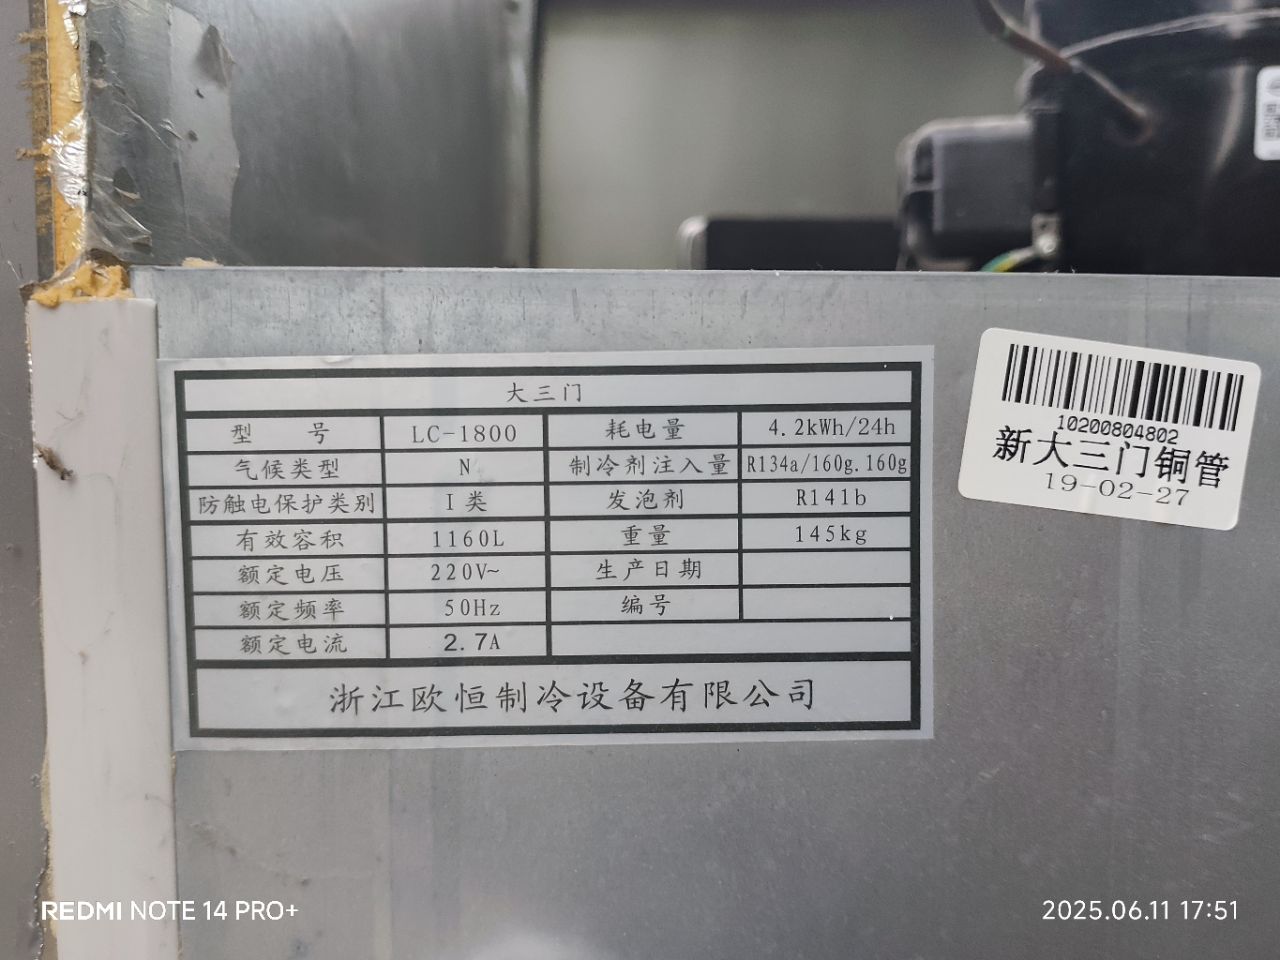 大三门
型 号 LC-1800 耗电量 4.2kWh/24h
气候类型 N 制冷剂注入量 R134a/160g.160g
防触电保护类别 I类 发泡剂 R141b
有效容积 1160L 重量 145kg
额定电压 220V~ 生产日期
额定频率 50Hz 编号
额定电流 2.7A
浙江欧恒制冷设备有限公司
10200804802
新大三门铜管
19-02-27
REDMI NOTE 14 PRO+
2025.06.11 17:51